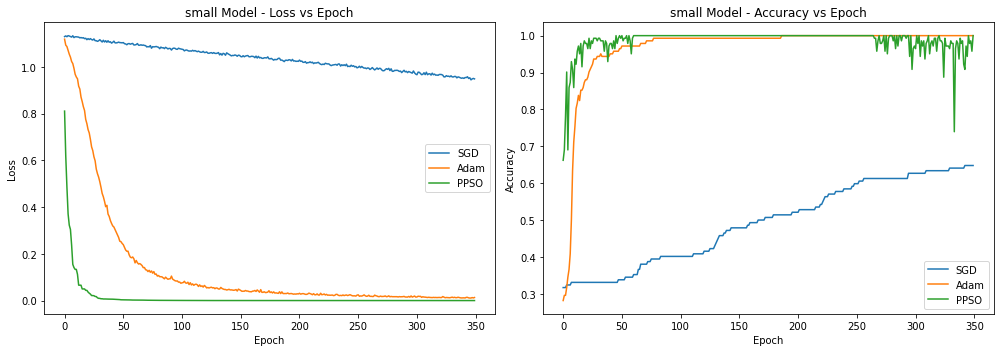 small Model - Loss vs Epoch
Loss
1.0
0.8
0.6
0.4
0.2
0.0
0 50 100 150 200 250 300 350
Epoch
SGD
Adam
PPSO
small Model - Accuracy vs Epoch
Accuracy
1.0
0.9
0.8
0.7
0.6
0.5
0.4
0.3
0 50 100 150 200 250 300 350
Epoch
SGD
Adam
PPSO